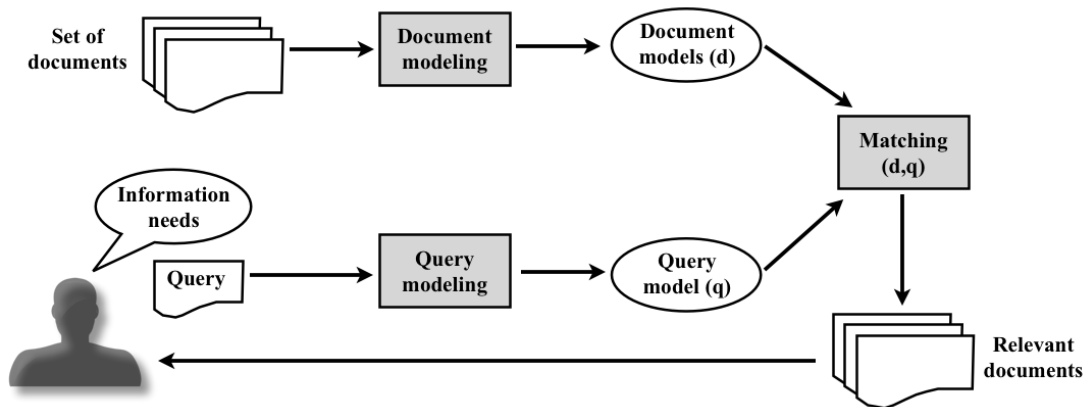 Set of
documents
Document
modeling
Document
models (d)
Matching
(d,q)
Information
needs
Query
Query
modeling
Query
model (q)
Relevant
documents